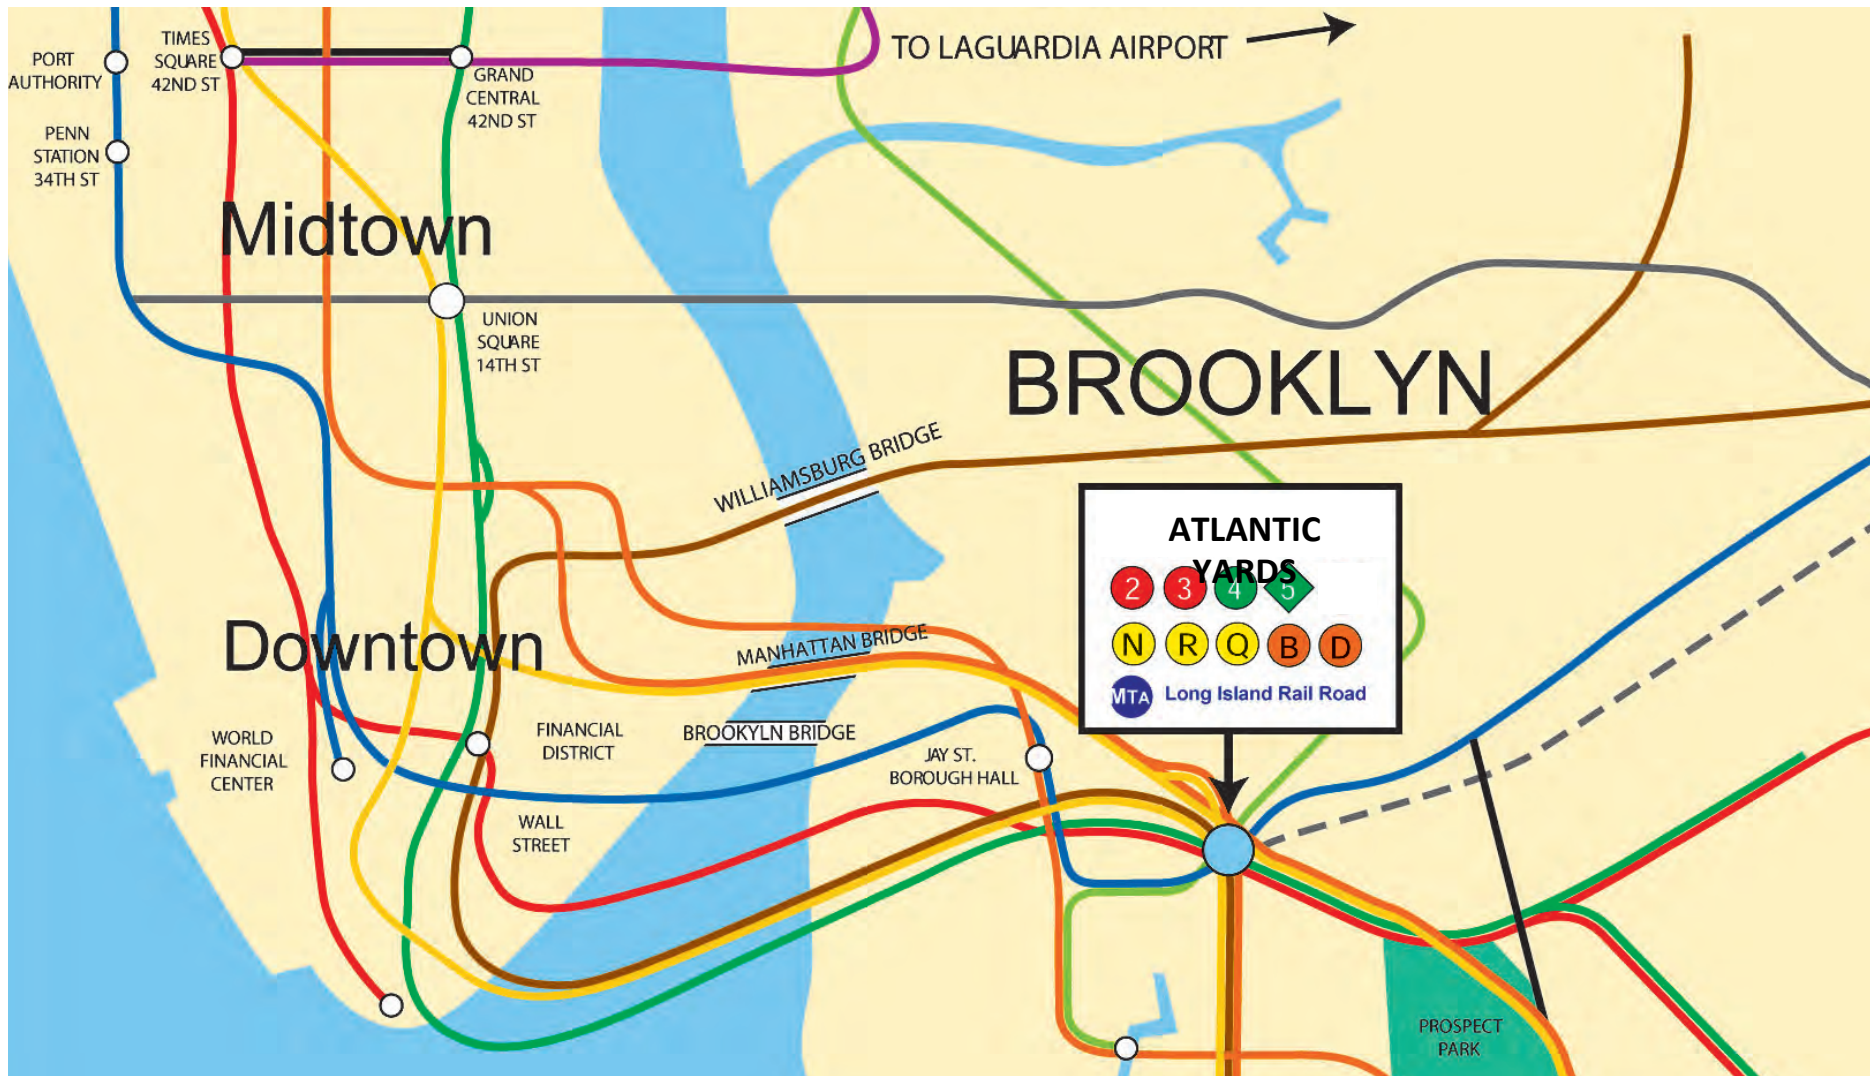 TO LAGUARDIA AIRPORT
PORT
AUTHORITY
TIMES
SQUARE
42ND ST
GRAND
CENTRAL
42ND ST
PENN
STATION
34TH ST
Midtown
UNION
SQUARE
14TH ST
BROOKLYN
WILLIAMSBURG BRIDGE
ATLANTIC
YARDS
2 3 4 5
N R Q B D
MTA Long Island Rail Road
Downtown
MANHATTAN BRIDGE
BROOKYLN BRIDGE
WORLD
FINANCIAL
CENTER
FINANCIAL
DISTRICT
JAY ST.
BOROUGH HALL
WALL
STREET
PROSPECT
PARK